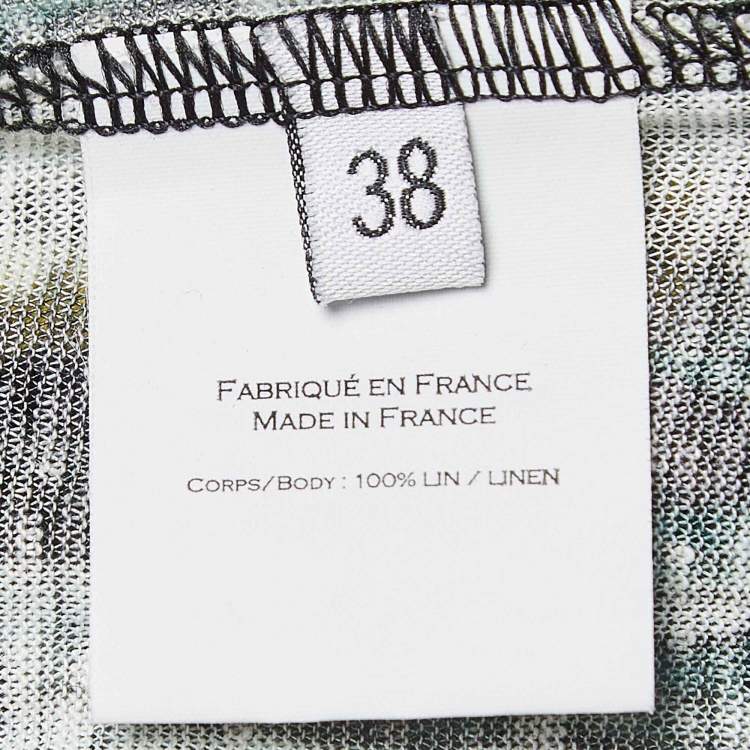 38
FABRIQUÉ EN FRANCE
MADE IN FRANCE
CORPS/BODY : 100% LIN / LINEN